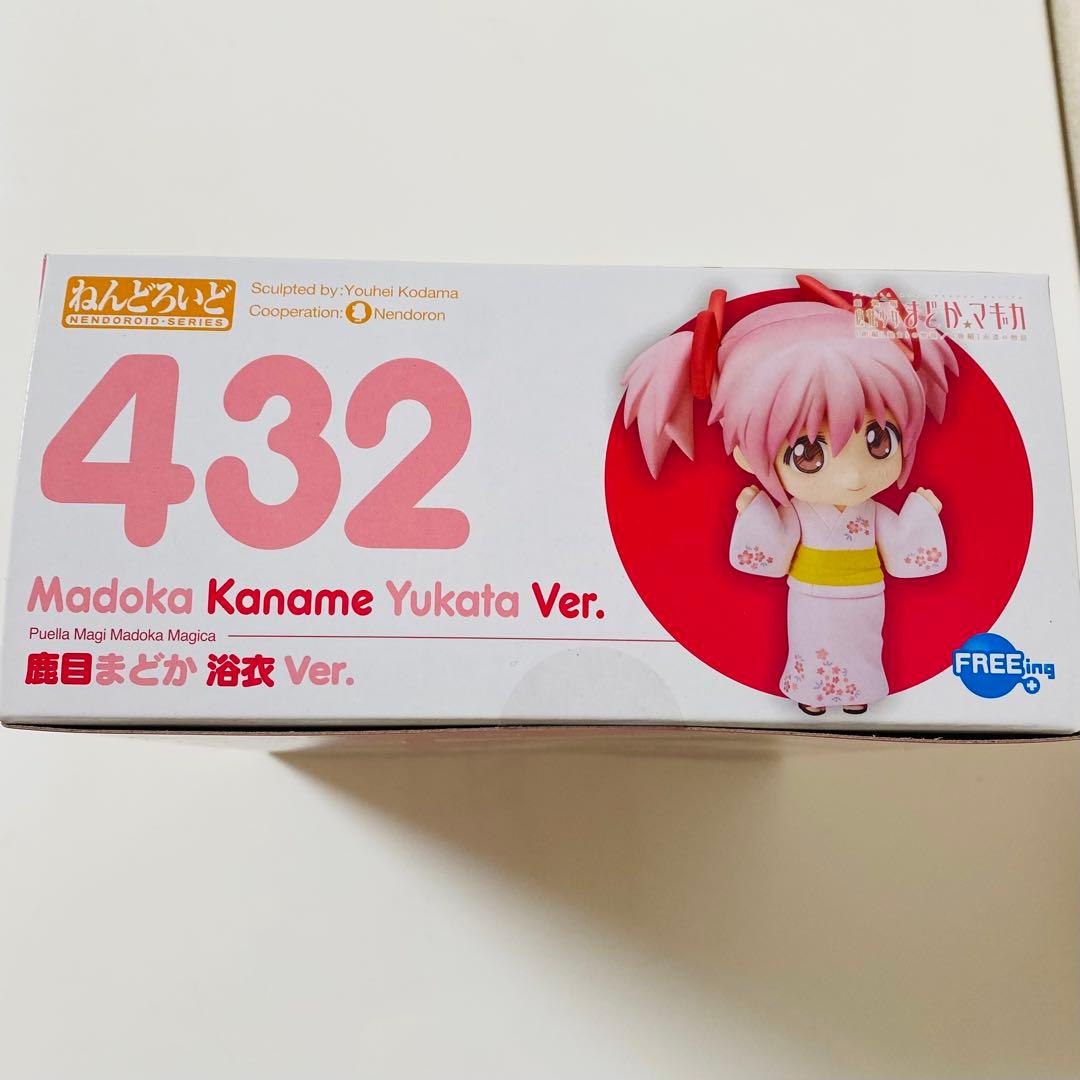 ねんどろいど
NENDOROID·SERIES
Sculpted by:Youhei Kodama
Cooperation: Nendoron
432
Madoka Kaname Yukata Ver.
Puella Magi Madoka Magica
鹿目まどか 浴衣 Ver.
まどか★マギカ
FREEing